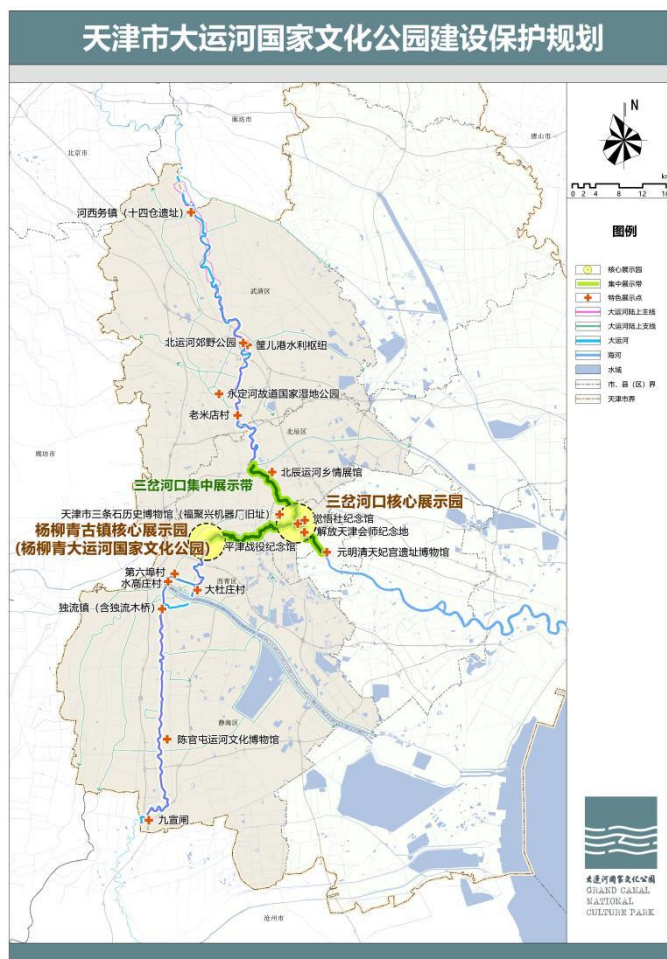 天津市大运河国家文化公园建设保护规划
N
km
0 2 4 8 12 16
图例
核心展示园
集中展示带
特色展示点
大运河陆上主线
大运河陆上支线
大运河
海河
水域
市、县（区）界
天津市界
廊坊市
唐山市
北京市
河西务镇（十四仓遗址）
武清区
北运河郊野公园
筐儿港水利枢纽
永定河故道国家湿地公园
老米店村
北辰区
廊坊市
北辰运河乡情展馆
三岔河口集中展示带
三岔河口核心展示园
天津市三条石历史博物馆（福聚兴机器厂旧址）
觉悟社纪念馆
解放天津会师纪念地
杨柳青古镇核心展示园
(杨柳青大运河国家文化公园)
平津战役纪念馆
元明清天妃宫遗址博物馆
第六埠村
西青区
水高庄村
大杜庄村
独流镇（含独流木桥）
静海区
陈官屯运河文化博物馆
九宣闸
沧州市
大运河国家文化公园
GRAND CANAL
NATIONAL
CULTURE PARK